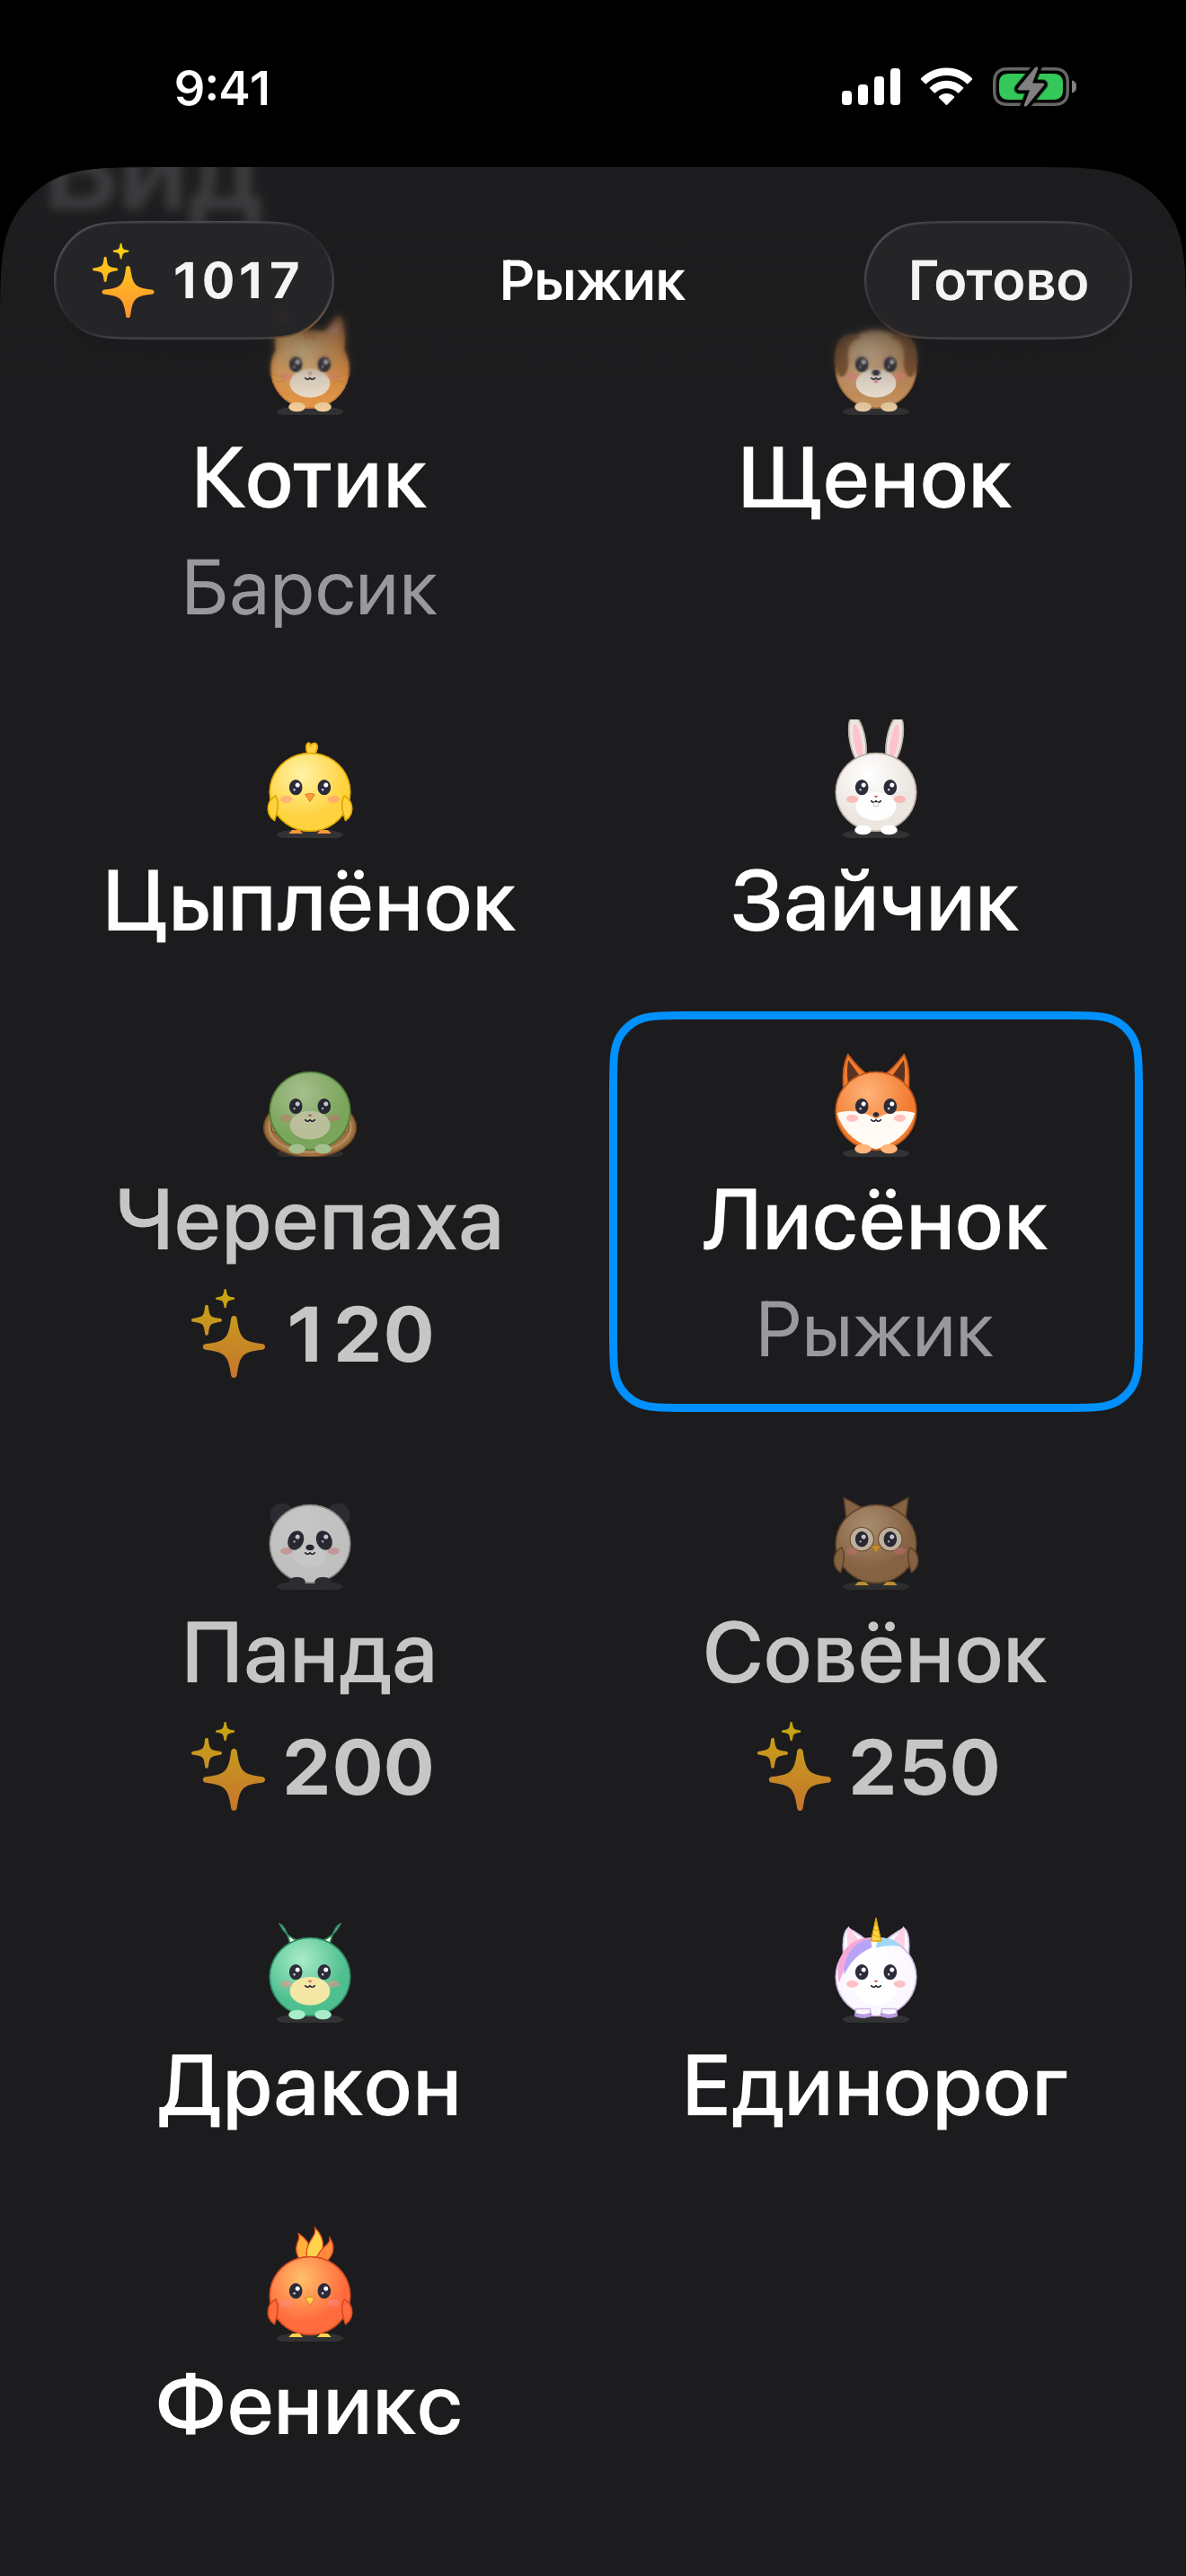 9:41
Вид
1017
Рыжик
Готово
Котик
Щенок
Барсик
Цыплёнок
Зайчик
Черепаха
Лисёнок
120
Рыжик
Панда
Совёнок
200
250
Дракон
Единорог
Феникс